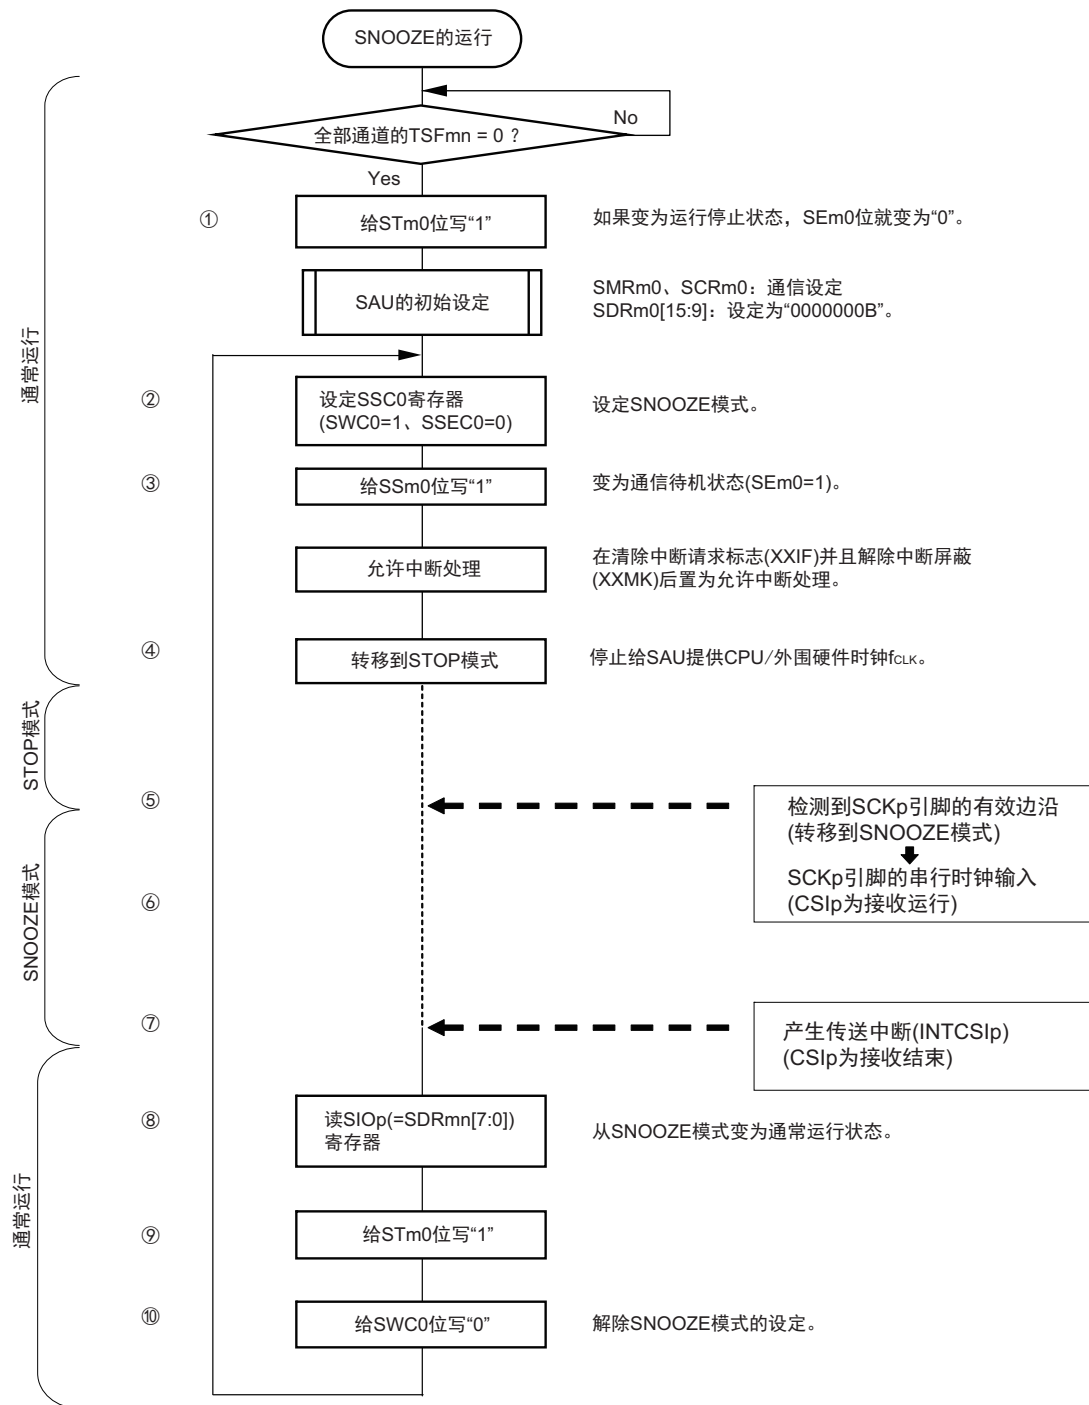 SNOOZE的运行
No
全部通道的TSFmn = 0 ?
Yes
①
给STm0位写“1”
如果变为运行停止状态，SEm0位就变为“0”。
SAU的初始设定
SMRm0、SCRm0：通信设定
SDRm0[15:9]：设定为“0000000B”。
通常运行
②
设定SSC0寄存器
(SWC0=1、SSEC0=0)
设定SNOOZE模式。
③
给SSm0位写“1”
变为通信待机状态(SEm0=1)。
允许中断处理
在清除中断请求标志(XXIF)并且解除中断屏蔽
(XXMK)后置为允许中断处理。
④
转移到STOP模式
停止给SAU提供CPU/外围硬件时钟fCLK。
STOP模式
⑤
检测到SCKp引脚的有效边沿
(转移到SNOOZE模式)
SCKp引脚的串行时钟输入
(CSIp为接收运行)
SNOOZE模式
⑥
⑦
产生传送中断(INTCSIp)
(CSIp为接收结束)
⑧
读SIOp(=SDRmn[7:0])
寄存器
从SNOOZE模式变为通常运行状态。
通常运行
⑨
给STm0位写“1”
⑩
给SWC0位写“0”
解除SNOOZE模式的设定。